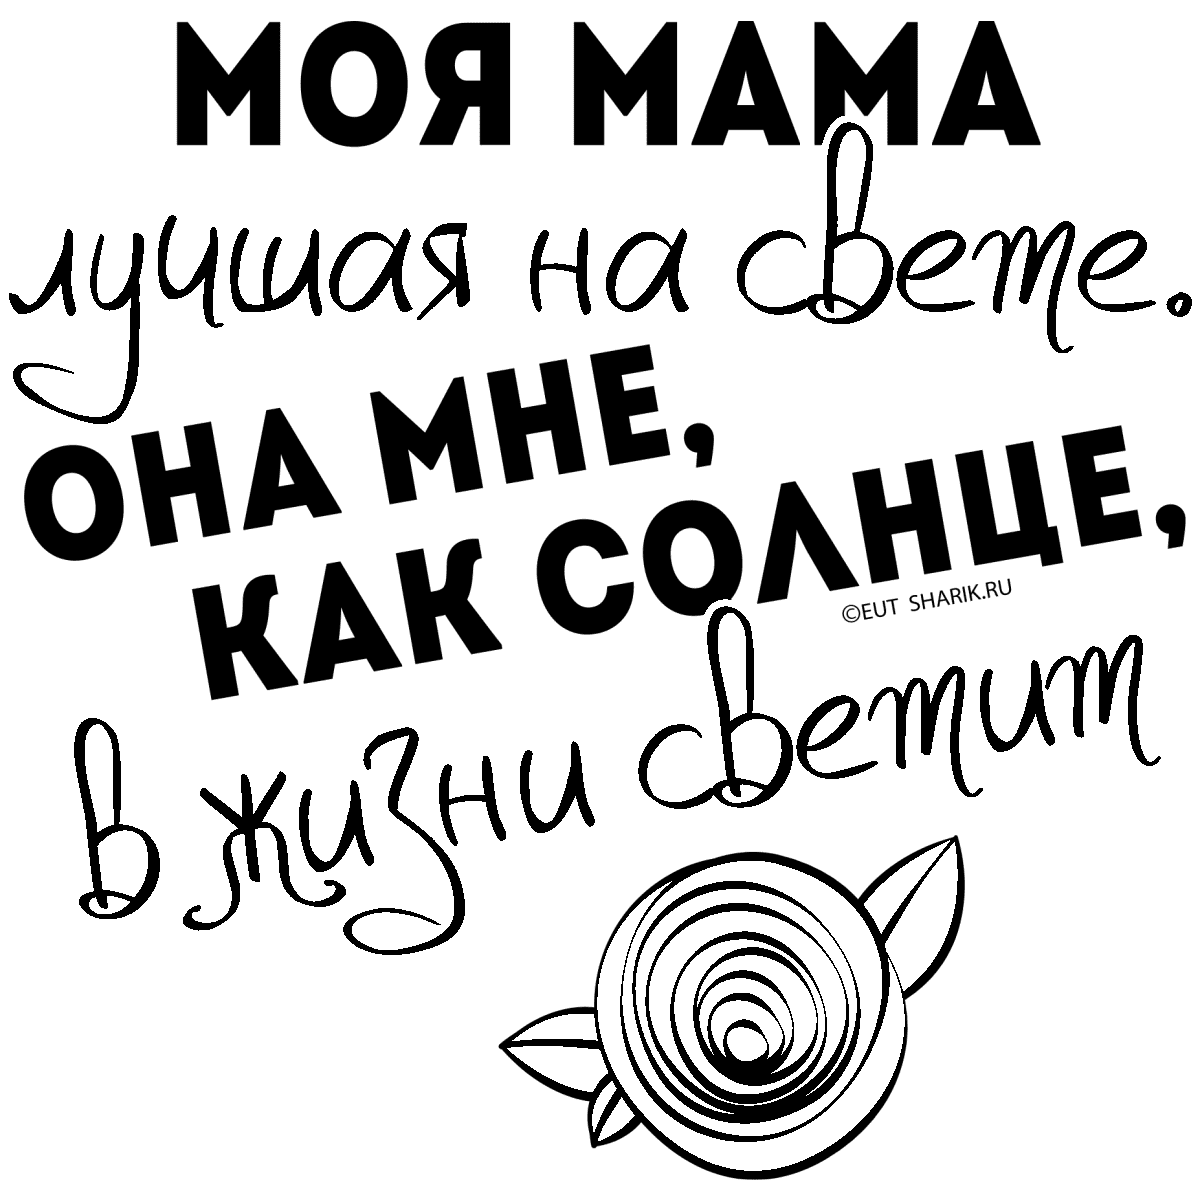 МОЯ МАМА
лучшая на свете.
ОНА МНЕ,
КАК СОЛНЦЕ,
©EUT SHARIK.RU
в жизни светит